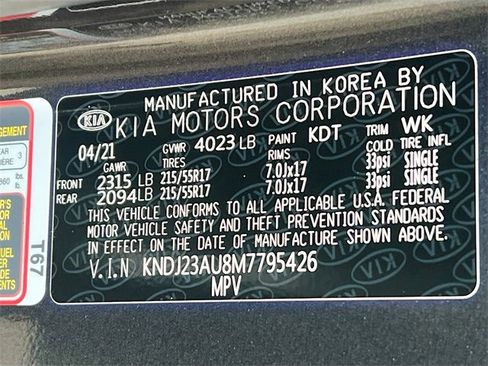 MANUFACTURED IN KOREA BY
KIA KIA MOTORS CORPORATION
04/21 GVWR 4023 LB PAINT KDT TRIM WK
GAWR TIRES RIMS COLD TIRE INFL
FRONT 2315 LB 215/55R17 7.0Jx17 33psi SINGLE
REAR 2094 LB 215/55R17 7.0Jx17 33psi SINGLE
THIS VEHICLE CONFORMS TO ALL APPLICABLE U.S.A. FEDERAL
MOTOR VEHICLE SAFETY AND THEFT PREVENTION STANDARDS
IN EFFECT ON THE DATE OF MANUFACTURE SHOWN ABOVE.
V.I.N KNDJ23AU8M7795426
MPV
T67
3
860 lbs.